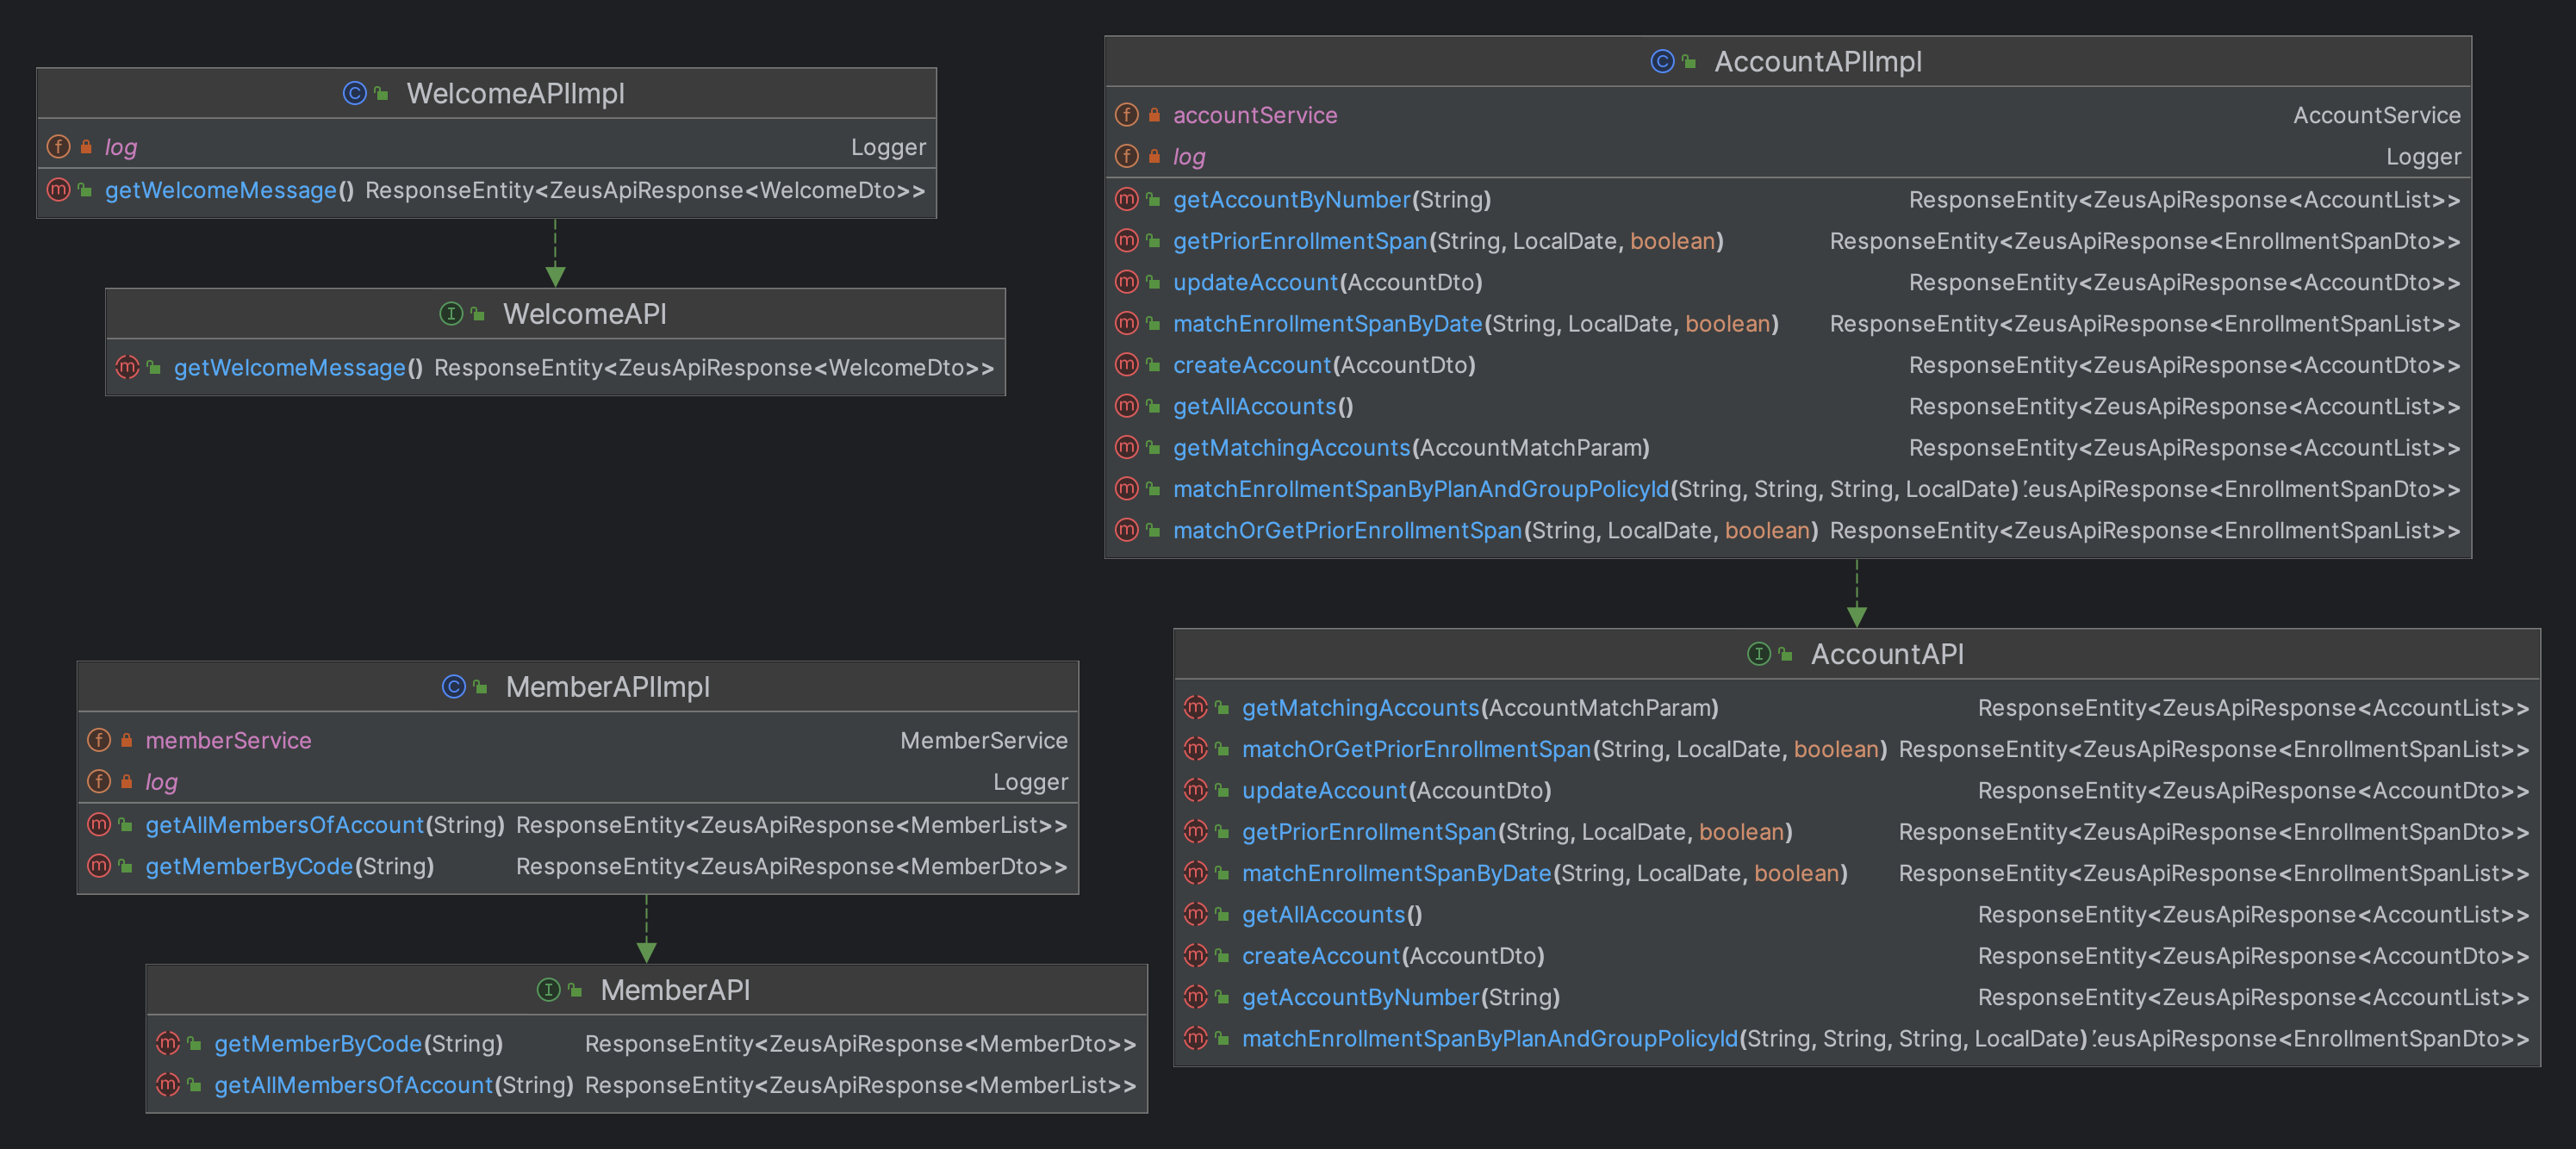 WelcomeAPIImpl
log Logger
getWelcomeMessage() ResponseEntity<ZeusApiResponse<WelcomeDto>>
WelcomeAPI
getWelcomeMessage() ResponseEntity<ZeusApiResponse<WelcomeDto>>
AccountAPIImpl
accountService AccountService
log Logger
getAccountByNumber(String) ResponseEntity<ZeusApiResponse<AccountList>>
getPriorEnrollmentSpan(String, LocalDate, boolean) ResponseEntity<ZeusApiResponse<EnrollmentSpanDto>>
updateAccount(AccountDto) ResponseEntity<ZeusApiResponse<AccountDto>>
matchEnrollmentSpanByDate(String, LocalDate, boolean) ResponseEntity<ZeusApiResponse<EnrollmentSpanList>>
createAccount(AccountDto) ResponseEntity<ZeusApiResponse<AccountDto>>
getAllAccounts() ResponseEntity<ZeusApiResponse<AccountList>>
getMatchingAccounts(AccountMatchParam) ResponseEntity<ZeusApiResponse<AccountList>>
matchEnrollmentSpanByPlanAndGroupPolicyId(String, String, String, LocalDate) eusApiResponse<EnrollmentSpanDto>>
matchOrGetPriorEnrollmentSpan(String, LocalDate, boolean) ResponseEntity<ZeusApiResponse<EnrollmentSpanList>>
MemberAPIImpl
memberService MemberService
log Logger
getAllMembersOfAccount(String) ResponseEntity<ZeusApiResponse<MemberList>>
getMemberByCode(String) ResponseEntity<ZeusApiResponse<MemberDto>>
MemberAPI
getMemberByCode(String) ResponseEntity<ZeusApiResponse<MemberDto>>
getAllMembersOfAccount(String) ResponseEntity<ZeusApiResponse<MemberList>>
AccountAPI
getMatchingAccounts(AccountMatchParam) ResponseEntity<ZeusApiResponse<AccountList>>
matchOrGetPriorEnrollmentSpan(String, LocalDate, boolean) ResponseEntity<ZeusApiResponse<EnrollmentSpanList>>
updateAccount(AccountDto) ResponseEntity<ZeusApiResponse<AccountDto>>
getPriorEnrollmentSpan(String, LocalDate, boolean) ResponseEntity<ZeusApiResponse<EnrollmentSpanDto>>
matchEnrollmentSpanByDate(String, LocalDate, boolean) ResponseEntity<ZeusApiResponse<EnrollmentSpanList>>
getAllAccounts() ResponseEntity<ZeusApiResponse<AccountList>>
createAccount(AccountDto) ResponseEntity<ZeusApiResponse<AccountDto>>
getAccountByNumber(String) ResponseEntity<ZeusApiResponse<AccountList>>
matchEnrollmentSpanByPlanAndGroupPolicyId(String, String, String, LocalDate) eusApiResponse<EnrollmentSpanDto>>